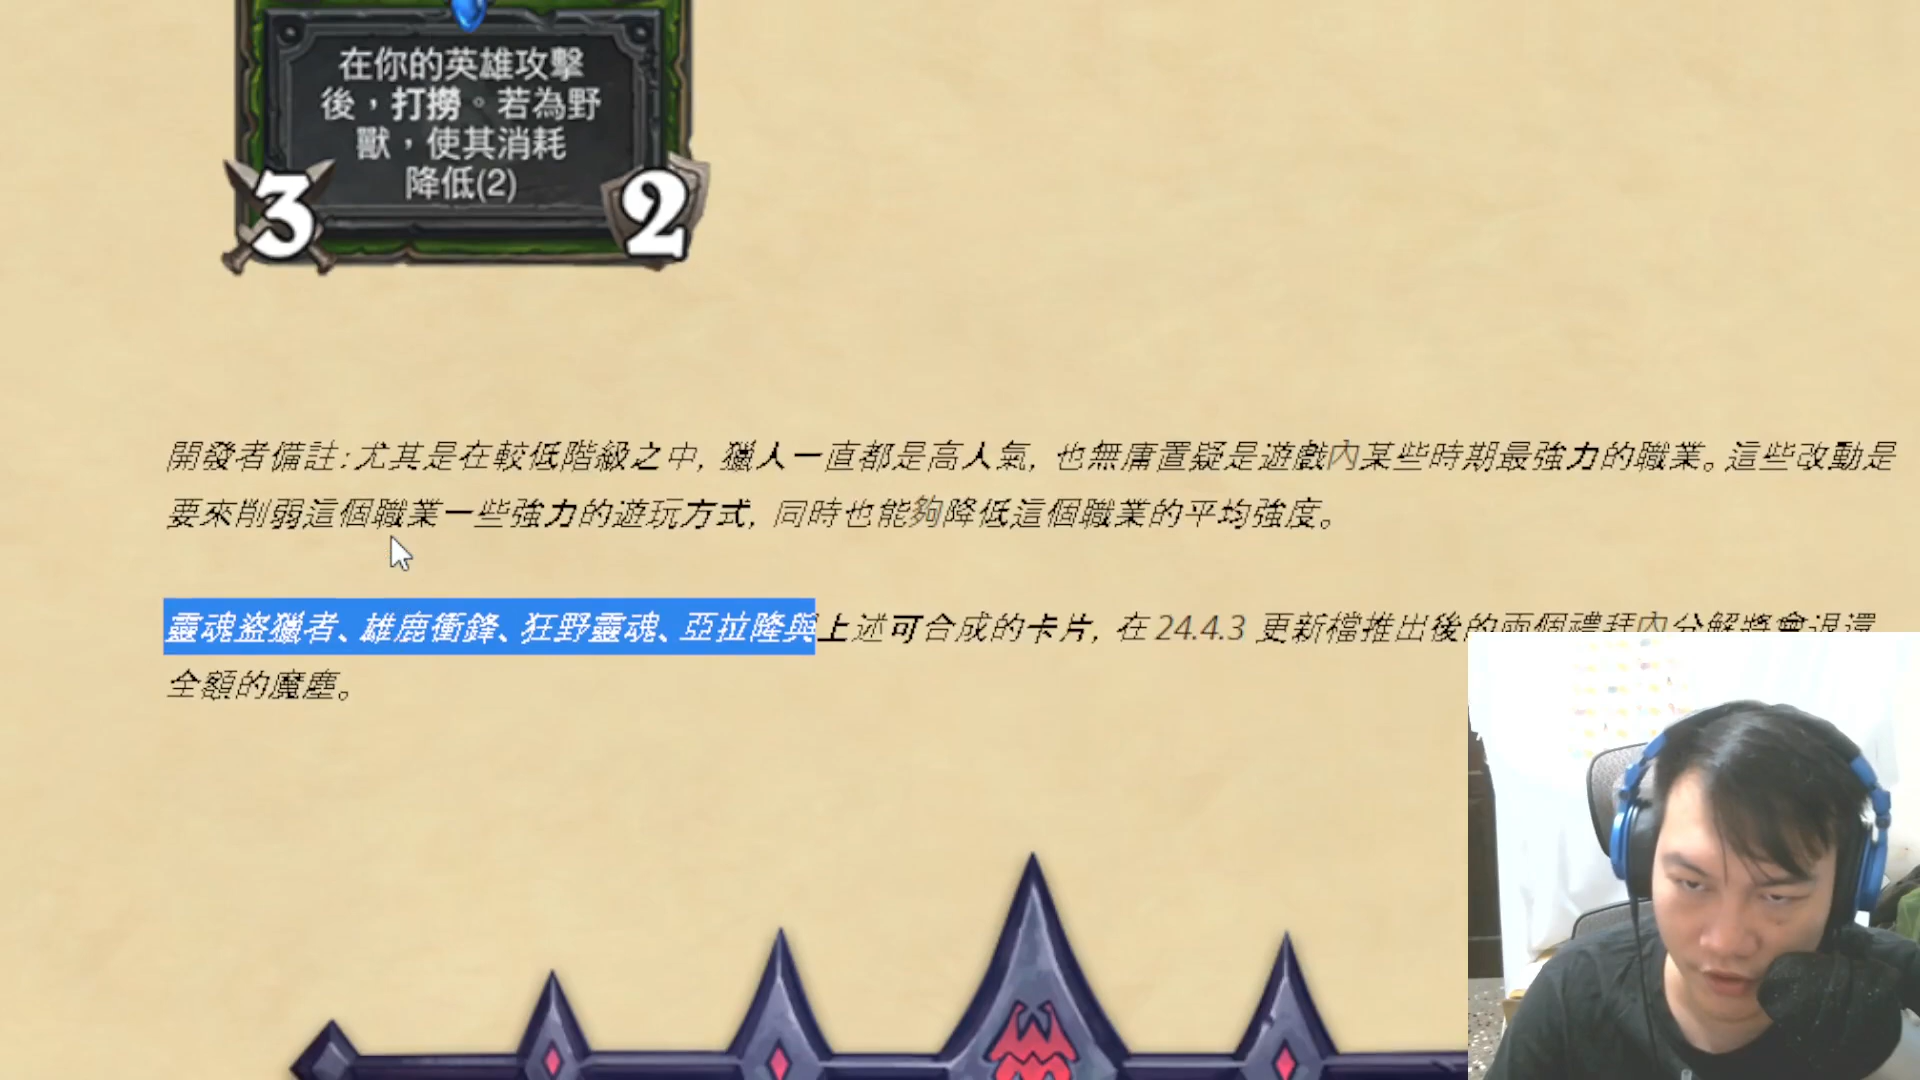 在你的英雄攻擊
後，打撈。若為野
獸，使其消耗
降低(2)
3
2
開發者備註：尤其是在較低階級之中，獵人一直都是高人氣，也無庸置疑是遊戲內某些時期最強力的職業。這些改動是
要來削弱這個職業一些強力的遊玩方式，同時也能夠降低這個職業的平均強度。
靈魂盜獵者、雄鹿衝鋒、狂野靈魂、亞拉隆與上述可合成的卡片，在 24.4.3 更新檔推出後的兩個禮拜內分解將會退還
全額的魔塵。